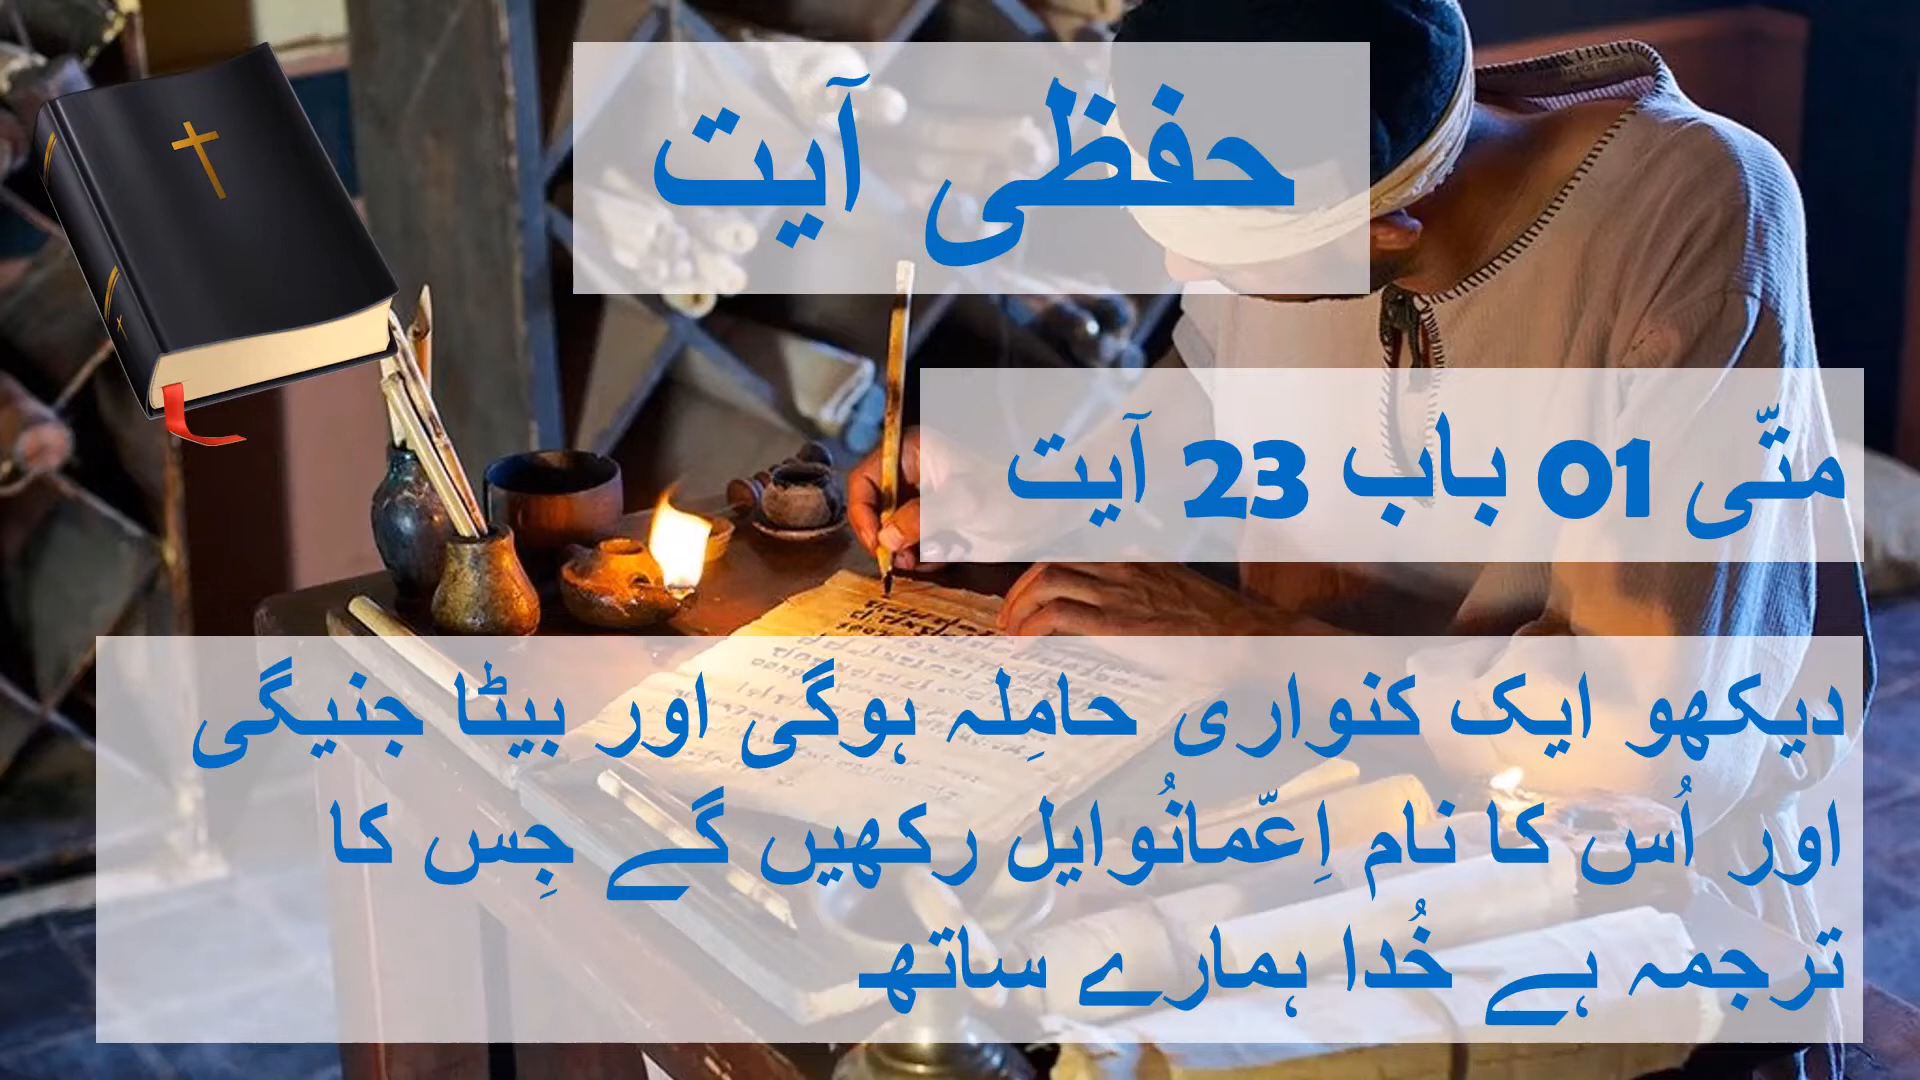 حفظی آیت
متّی 01 باب 23 آیت
دیکھو ایک کنواری حامِلہ ہوگی اور بیٹا جنیگی
اور اُس کا نام اِعّمانُوایل رکھیں گے جِس کا
ترجمہ ہے خُدا ہمارے ساتھ